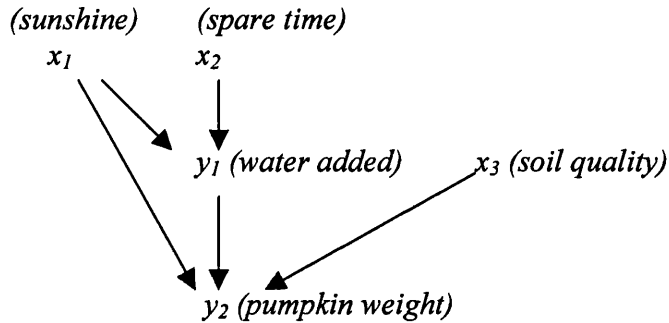 (sunshine) (spare time)
x1 x2
y1 (water added) x3 (soil quality)
y2 (pumpkin weight)